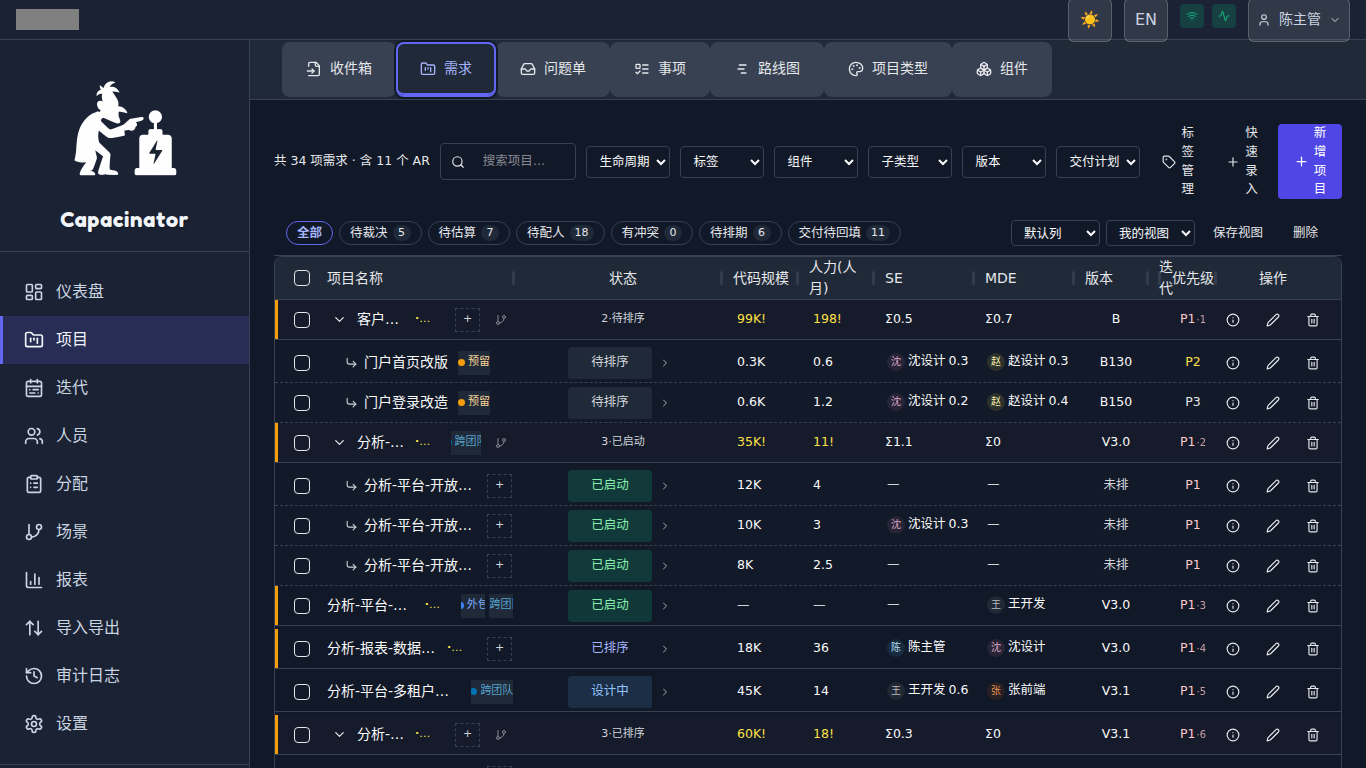 EN 陈主管
Capacinator
仪表盘
项目
迭代
人员
分配
场景
报表
导入导出
审计日志
设置
收件箱 需求 问题单 事项 路线图 项目类型 组件
共 34 项需求 · 含 11 个 AR 搜索项目... 生命周期 标签 组件 子类型 版本 交付计划 标签管理 快速录入 新增项目
全部 待裁决 5 待估算 7 待配人 18 有冲突 0 待排期 6 交付待回填 11 默认列 我的视图 保存视图 删除
项目名称 状态 代码规模 人力(人月) SE MDE 版本 迭代 优先级 操作
客户... ·... + 2·待排序 99K! 198! Σ0.5 Σ0.7 B P1·1
门户首页改版 预留 待排序 0.3K 0.6 沈 沈设计 0.3 赵 赵设计 0.3 B130 P2
门户登录改造 预留 待排序 0.6K 1.2 沈 沈设计 0.2 赵 赵设计 0.4 B150 P3
分析-... ·... 跨团 3·已启动 35K! 11! Σ1.1 Σ0 V3.0 P1·2
分析-平台-开放... + 已启动 12K 4 — — 未排 P1
分析-平台-开放... + 已启动 10K 3 沈 沈设计 0.3 — 未排 P1
分析-平台-开放... + 已启动 8K 2.5 — — 未排 P1
分析-平台-... ·... 外包 跨团 已启动 — — — 王 王开发 V3.0 P1·3
分析-报表-数据... ·... + 已排序 18K 36 陈 陈主管 沈 沈设计 V3.0 P1·4
分析-平台-多租户... 跨团队 设计中 45K 14 王 王开发 0.6 张 张前端 V3.1 P1·5
分析-... ·... + 3·已排序 60K! 18! Σ0.3 Σ0 V3.1 P1·6